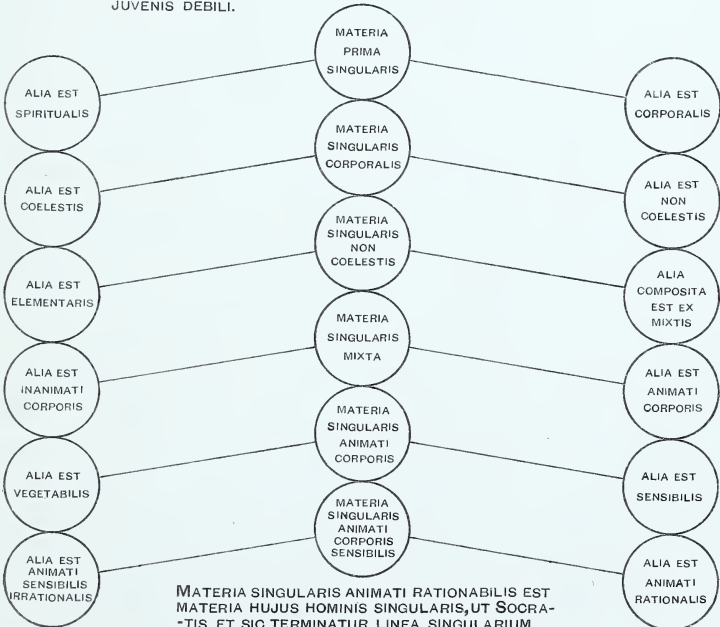 JUVENIS DEBILI.
MATERIA
PRIMA
SINGULARIS
ALIA EST
SPIRITUALIS
ALIA EST
CORPORALIS
MATERIA
SINGULARIS
CORPORALIS
ALIA EST
COELESTIS
ALIA EST
NON
COELESTIS
MATERIA
SINGULARIS
NON
COELESTIS
ALIA EST
ELEMENTARIS
ALIA
COMPOSITA
EST EX
MIXTIS
MATERIA
SINGULARIS
MIXTA
ALIA EST
INANIMATI
CORPORIS
ALIA EST
ANIMATI
CORPORIS
MATERIA
SINGULARIS
ANIMATI
CORPORIS
ALIA EST
VEGETABILIS
ALIA EST
SENSIBILIS
MATERIA
SINGULARIS
ANIMATI
CORPORIS
SENSIBILIS
ALIA EST
ANIMATI
SENSIBILIS
IRRATIONALIS
ALIA EST
ANIMATI
RATIONALIS
MATERIA SINGULARIS ANIMATI RATIONABILIS EST
MATERIA HUJUS HOMINIS SINGULARIS, UT SOCRA-
-TIS ET SIC TERMINATUR LINEA SINGULARIUM